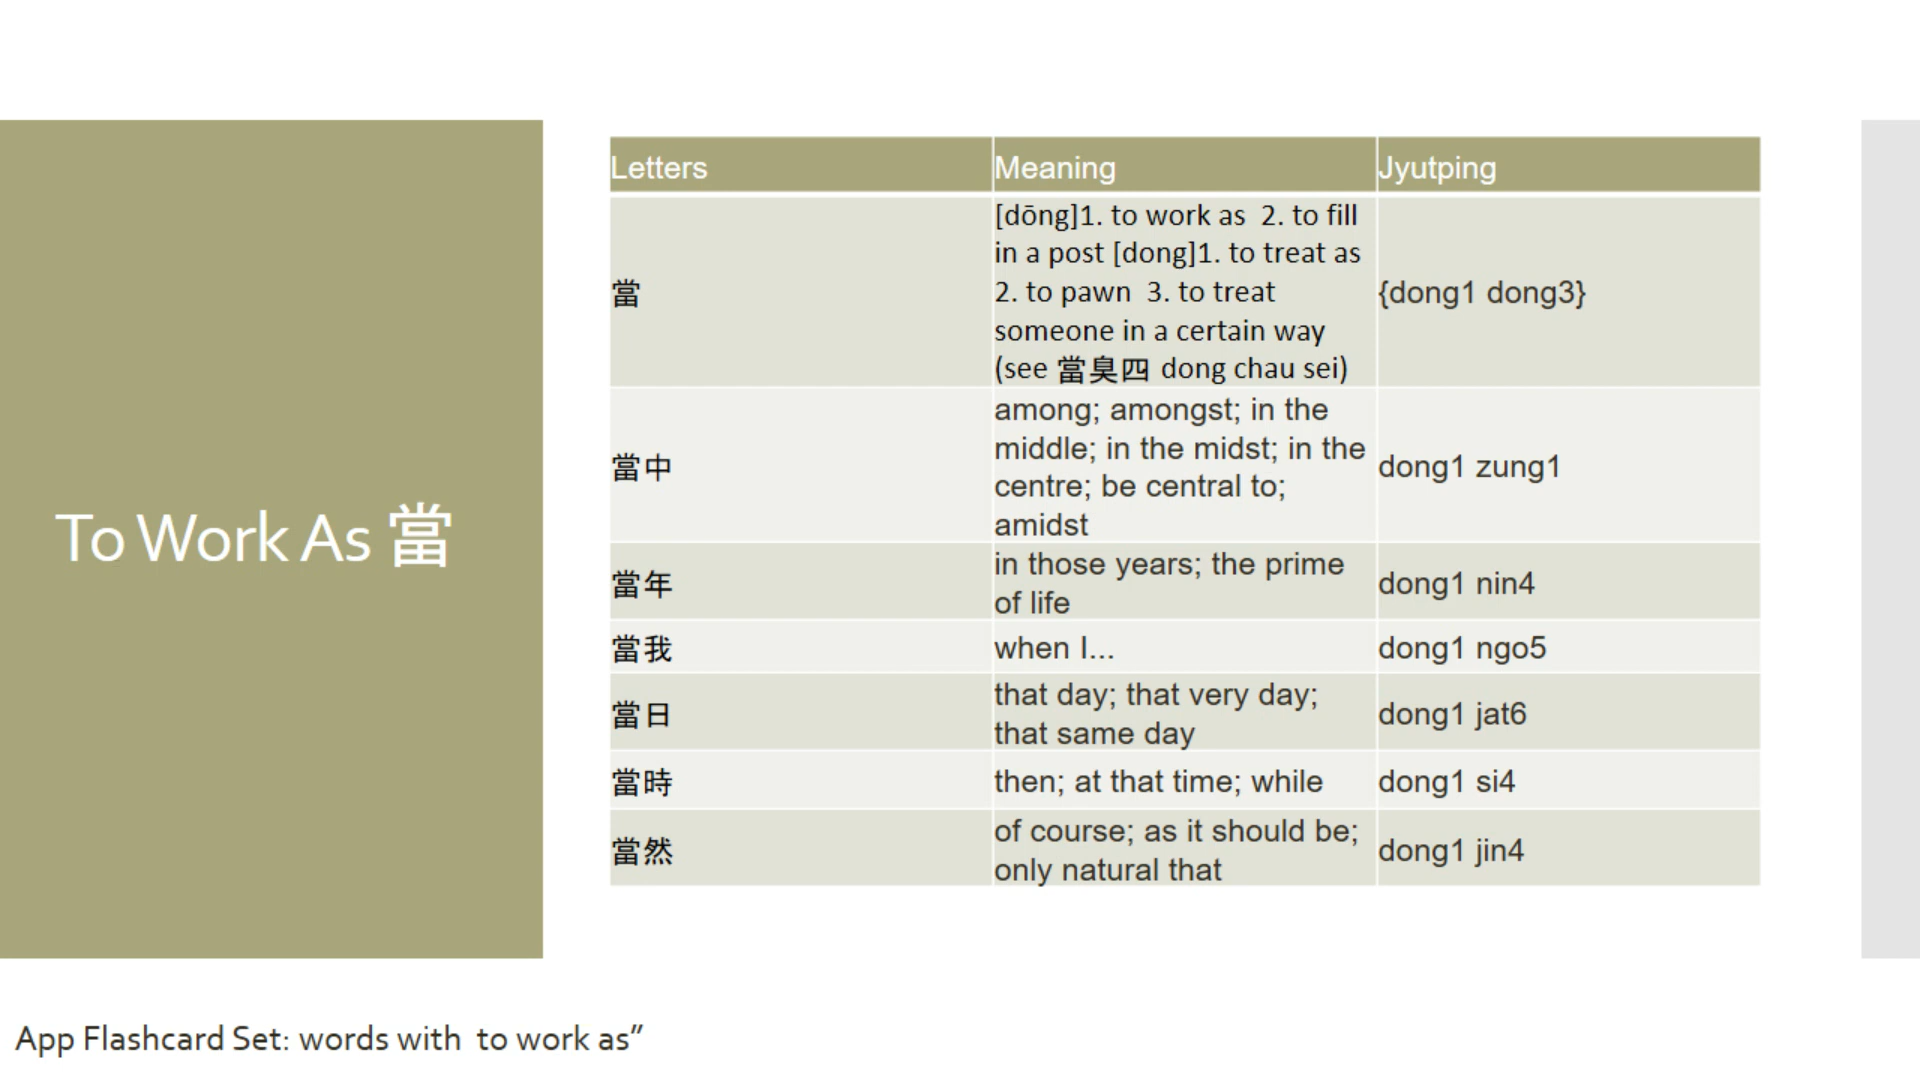 To Work As 當
Letters Meaning Jyutping
當
[dōng]1. to work as  2. to fill
in a post [dong]1. to treat as
2. to pawn  3. to treat
someone in a certain way
(see 當臭四 dong chau sei)
{dong1 dong3}
當中
among; amongst; in the
middle; in the midst; in the
centre; be central to;
amidst
dong1 zung1
當年
in those years; the prime
of life
dong1 nin4
當我
when I...
dong1 ngo5
當日
that day; that very day;
that same day
dong1 jat6
當時
then; at that time; while
dong1 si4
當然
of course; as it should be;
only natural that
dong1 jin4
App Flashcard Set: words with  to work as”